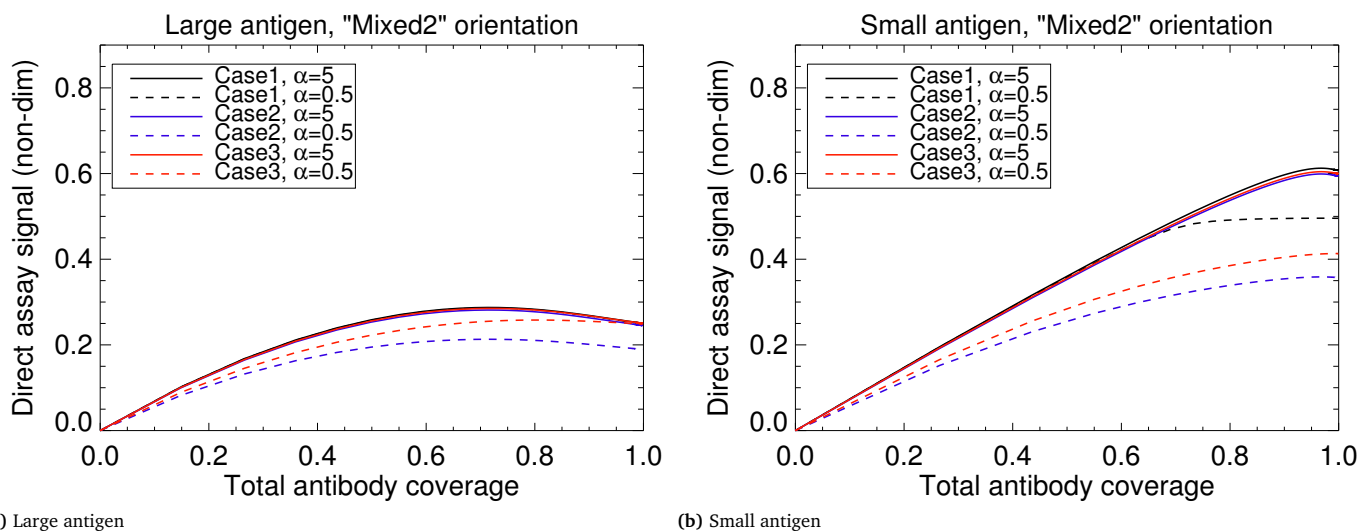 Large antigen, "Mixed2" orientation
Direct assay signal (non-dim)
0.8
0.6
0.4
0.2
0.0
Case1, α=5
Case1, α=0.5
Case2, α=5
Case2, α=0.5
Case3, α=5
Case3, α=0.5
0.0 0.2 0.4 0.6 0.8 1.0
Total antibody coverage
) Large antigen
Small antigen, "Mixed2" orientation
Direct assay signal (non-dim)
0.8
0.6
0.4
0.2
0.0
Case1, α=5
Case1, α=0.5
Case2, α=5
Case2, α=0.5
Case3, α=5
Case3, α=0.5
0.0 0.2 0.4 0.6 0.8 1.0
Total antibody coverage
(b) Small antigen